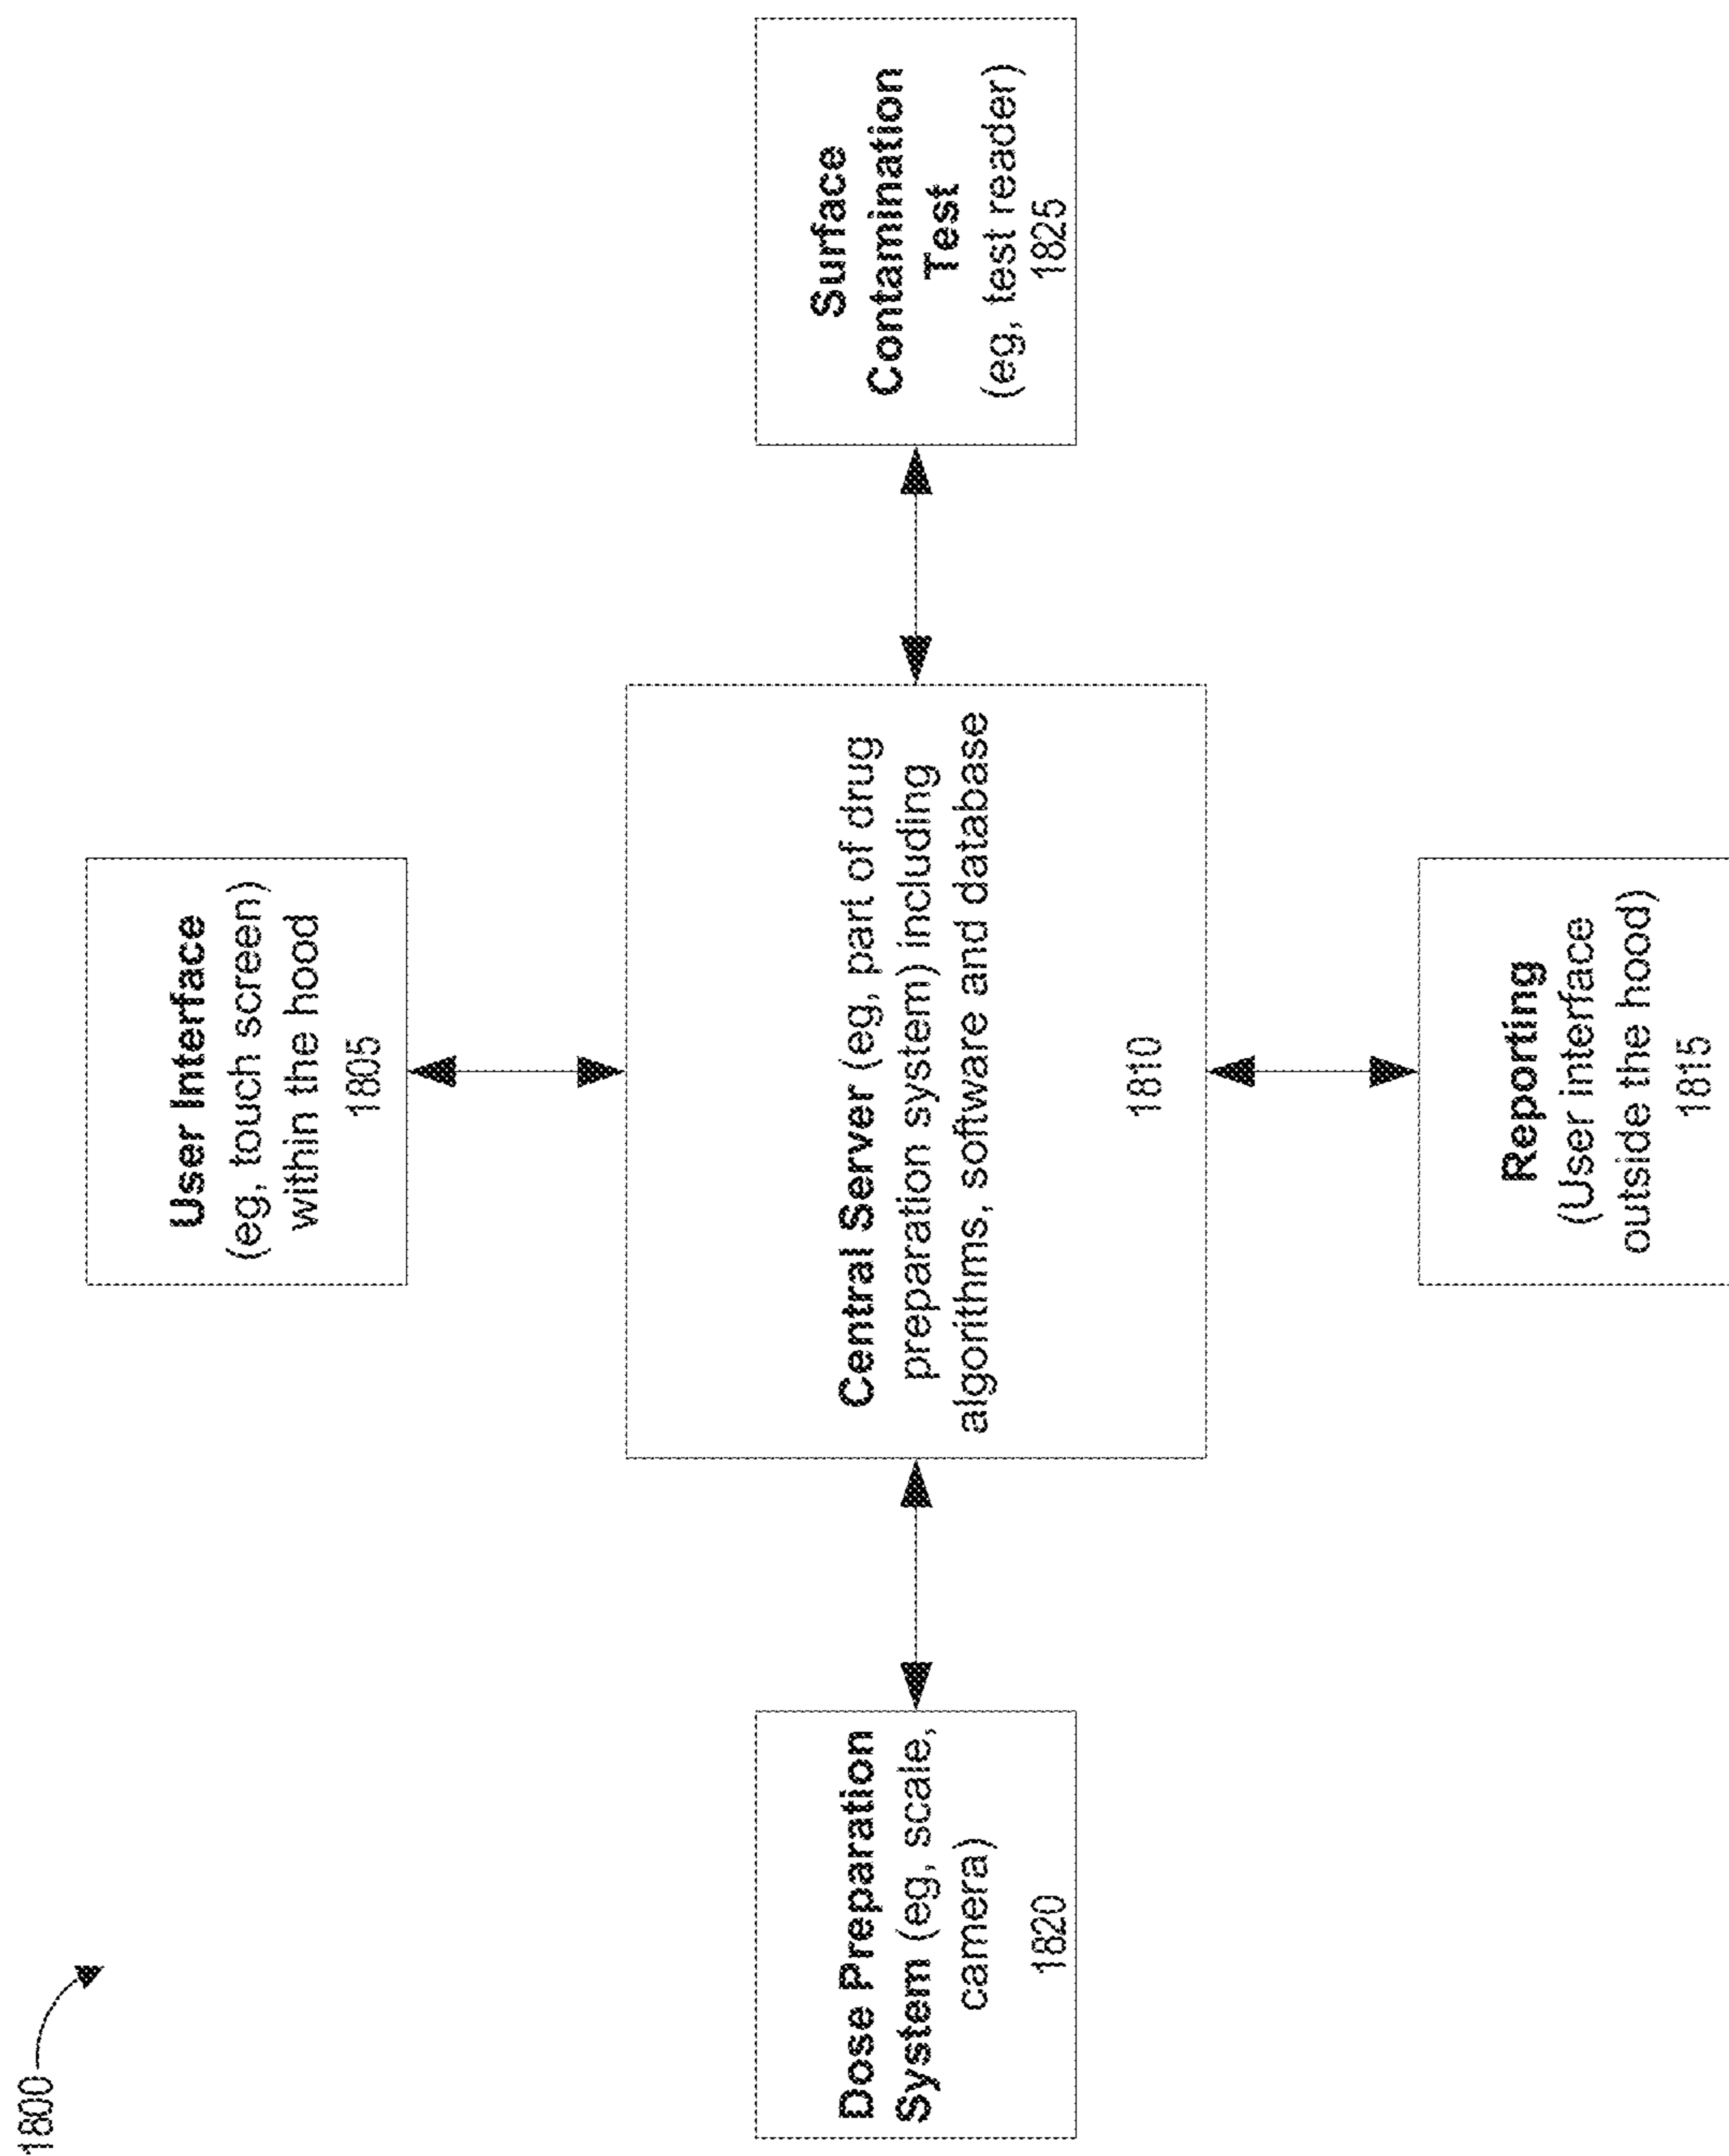 1800
User Interface
(eg, touch screen)
within the hood
1805
Dose Preparation
System (eg, scale,
camera)
1820
Central Server (eg, part of drug
preparation system) including
algorithms, software and database
1810
Surface
Contamination
Test
(eg, test reader)
1825
Reporting
(User interface
outside the hood)
1815